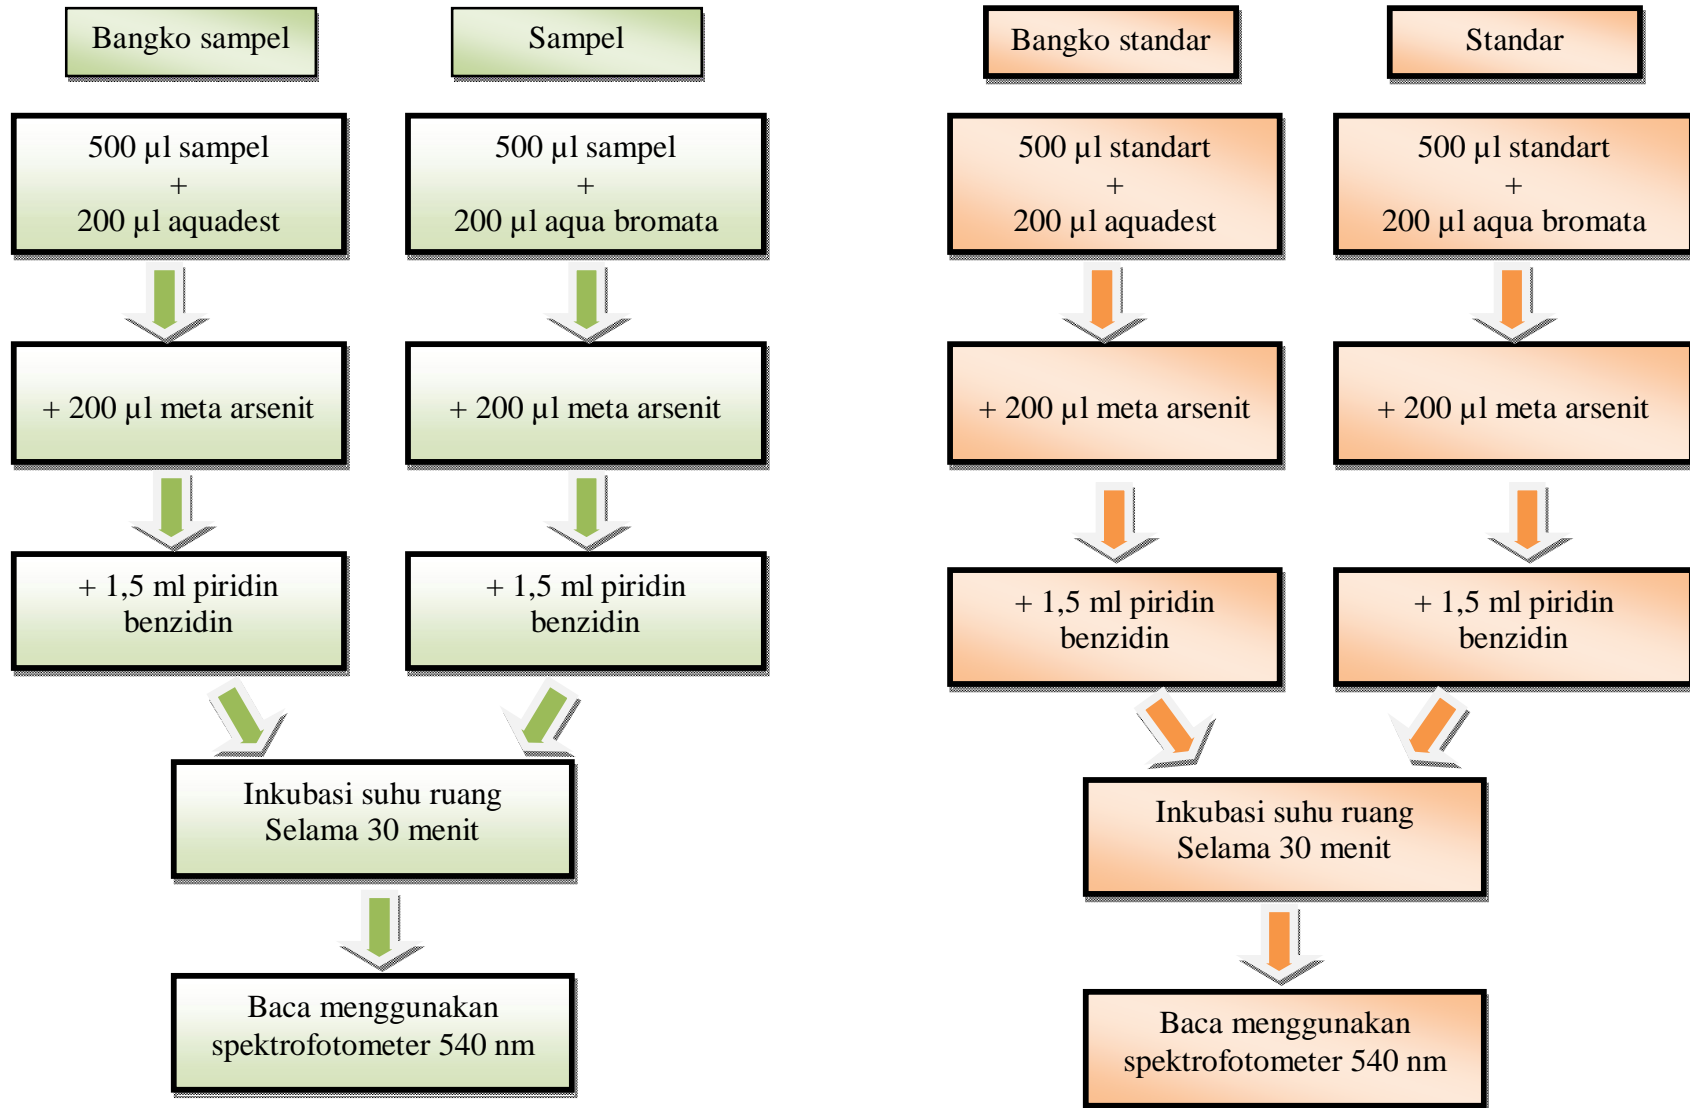 Bangko sampel
Sampel
Bangko standar
Standar
500 µl sampel
+
200 µl aquadest
500 µl sampel
+
200 µl aqua bromata
500 µl standart
+
200 µl aquadest
500 µl standart
+
200 µl aqua bromata
+ 200 µl meta arsenit
+ 200 µl meta arsenit
+ 200 µl meta arsenit
+ 200 µl meta arsenit
+ 1,5 ml piridin
benzidin
+ 1,5 ml piridin
benzidin
+ 1,5 ml piridin
benzidin
+ 1,5 ml piridin
benzidin
Inkubasi suhu ruang
Selama 30 menit
Inkubasi suhu ruang
Selama 30 menit
Baca menggunakan
spektrofotometer 540 nm
Baca menggunakan
spektrofotometer 540 nm